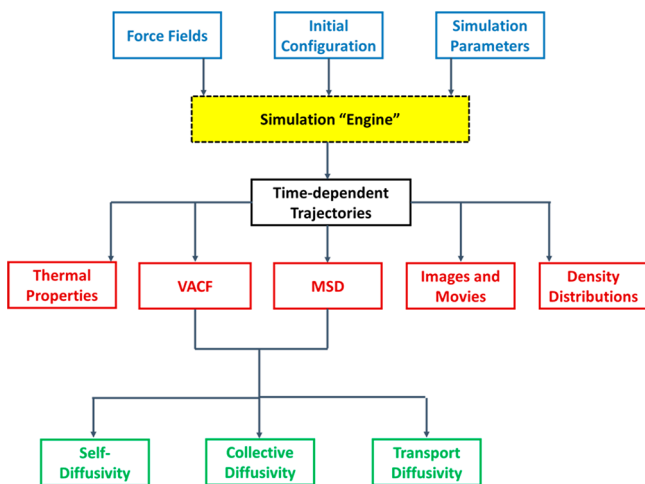 Force Fields
Initial
Configuration
Simulation
Parameters
Simulation “Engine”
Time-dependent
Trajectories
Thermal
Properties
VACF
MSD
Images and
Movies
Density
Distributions
Self-
Diffusivity
Collective
Diffusivity
Transport
Diffusivity